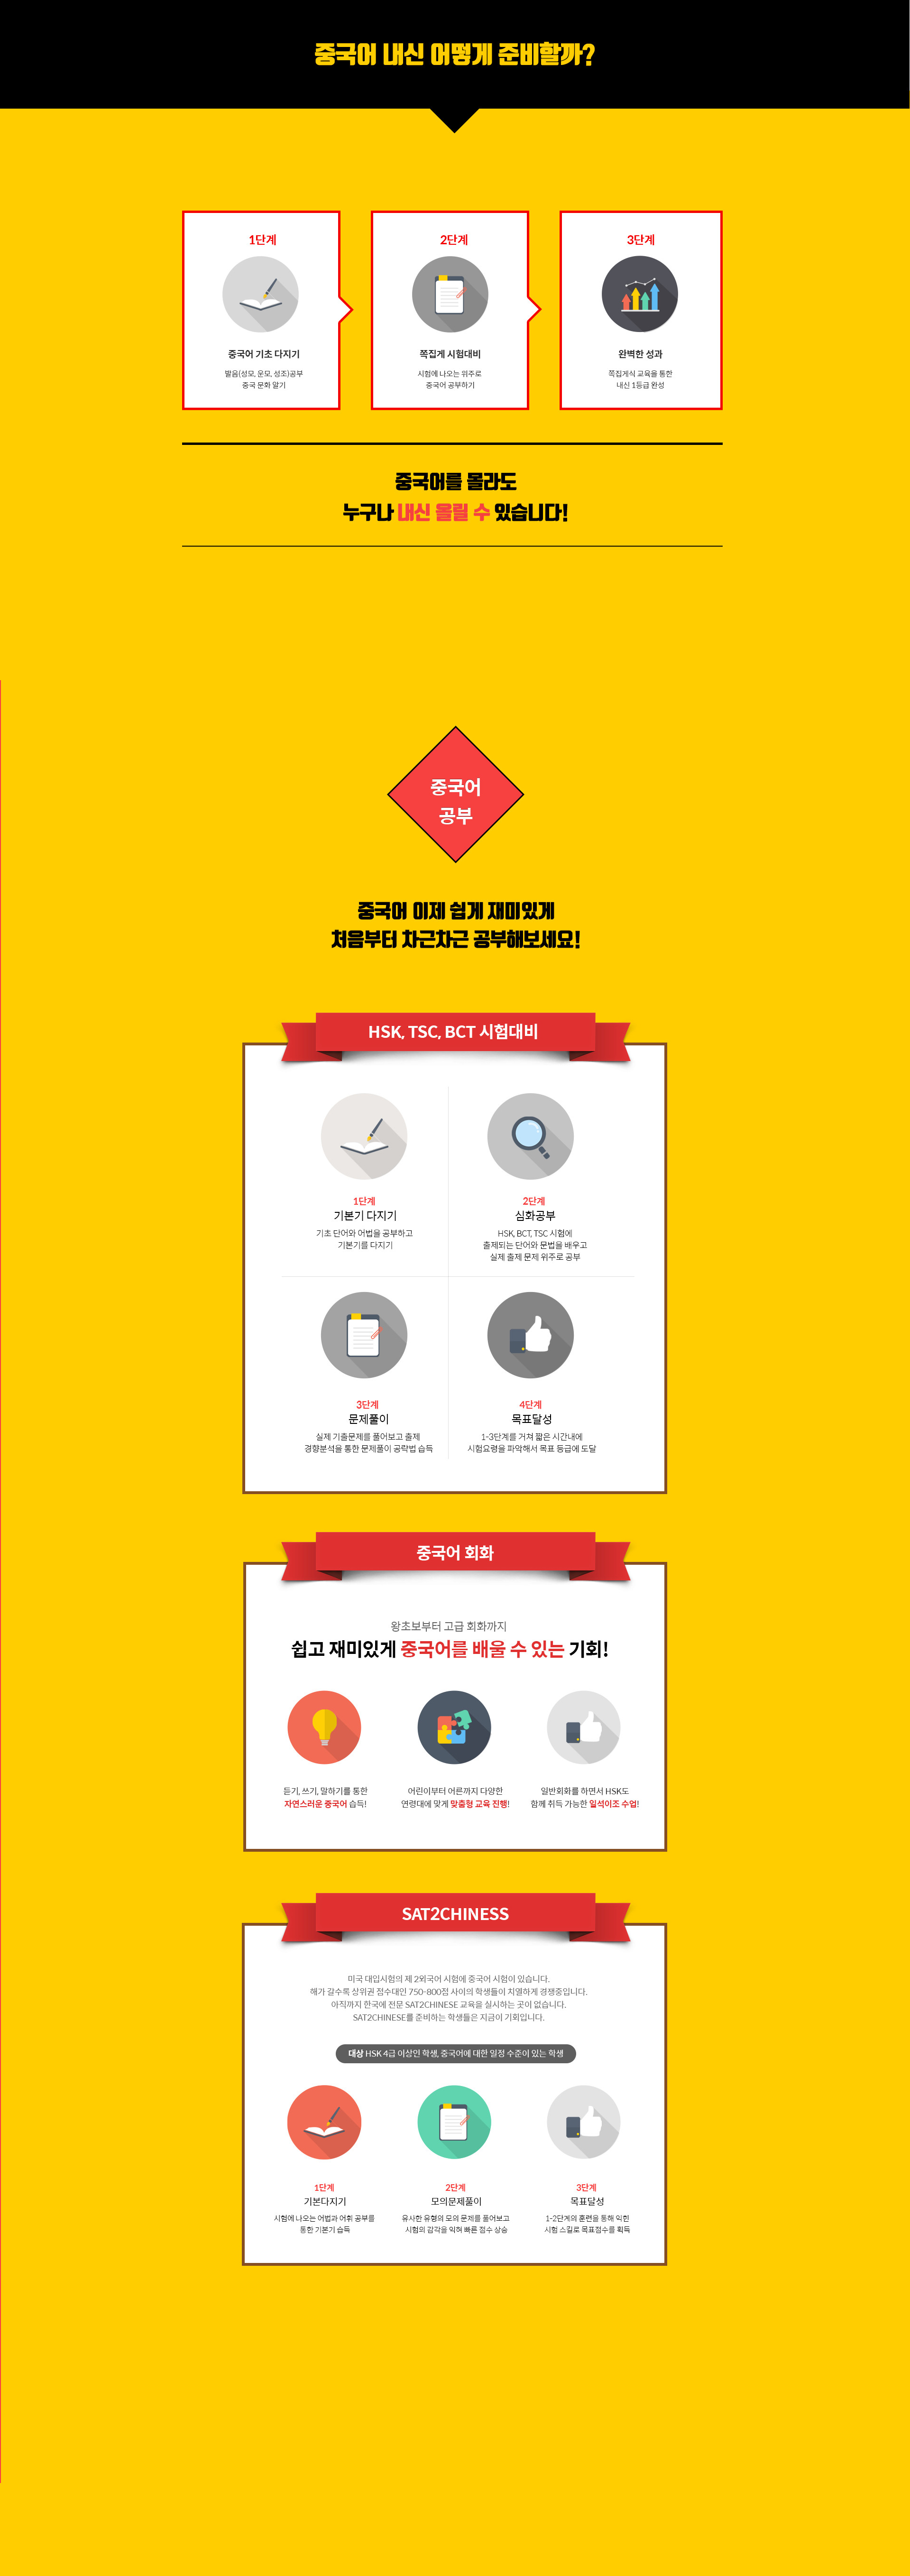 중국어 내신 어떻게 준비할까?
1단계
중국어 기초 다지기
발음(성모, 운모, 성조)공부
중국 문화 알기
2단계
쪽집게 시험대비
시험에 나오는 위주로
중국어 공부하기
3단계
완벽한 성과
쪽집게식 교육을 통한
내신 1등급 완성
중국어를 몰라도
누구나 내신 올릴 수 있습니다!
중국어
공부
중국어 이제 쉽게 재미있게
처음부터 차근차근 공부해보세요!
HSK, TSC, BCT 시험대비
1단계
기본기 다지기
기초 단어와 어법을 공부하고
기본기를 다지기
2단계
심화공부
HSK, BCT, TSC 시험에
출제되는 단어와 문법을 배우고
실제 출제 문제 위주로 공부
3단계
문제풀이
실제 기출문제를 풀어보고 출제
경향분석을 통한 문제풀이 공략법 습득
4단계
목표달성
1-3단계를 거쳐 짧은 시간내에
시험요령을 파악해서 목표 등급에 도달
중국어 회화
왕초보부터 고급 회화까지
쉽고 재미있게 중국어를 배울 수 있는 기회!
듣기, 쓰기, 말하기를 통한
자연스러운 중국어 습득!
어린이부터 어른까지 다양한
연령대에 맞게 맞춤형 교육 진행!
일반회화를 하면서 HSK도
함께 취득 가능한 일석이조 수업!
SAT2CHINESS
미국 대입시험의 제 2외국어 시험에 중국어 시험이 있습니다.
해가 갈수록 상위권 점수대인 750-800점 사이의 학생들이 치열하게 경쟁중입니다.
아직까지 한국에 전문 SAT2CHINESE 교육을 실시하는 곳이 없습니다.
SAT2CHINESE를 준비하는 학생들은 지금이 기회입니다.
대상 HSK 4급 이상인 학생, 중국어에 대한 일정 수준이 있는 학생
1단계
기본다지기
시험에 나오는 어법과 어휘 공부를
통한 기본기 습득
2단계
모의문제풀이
유사한 유형의 모의 문제를 풀어보고
시험의 감각을 익혀 빠른 점수 상승
3단계
목표달성
1-2단계의 훈련을 통해 익힌
시험 스킬로 목표점수를 획득